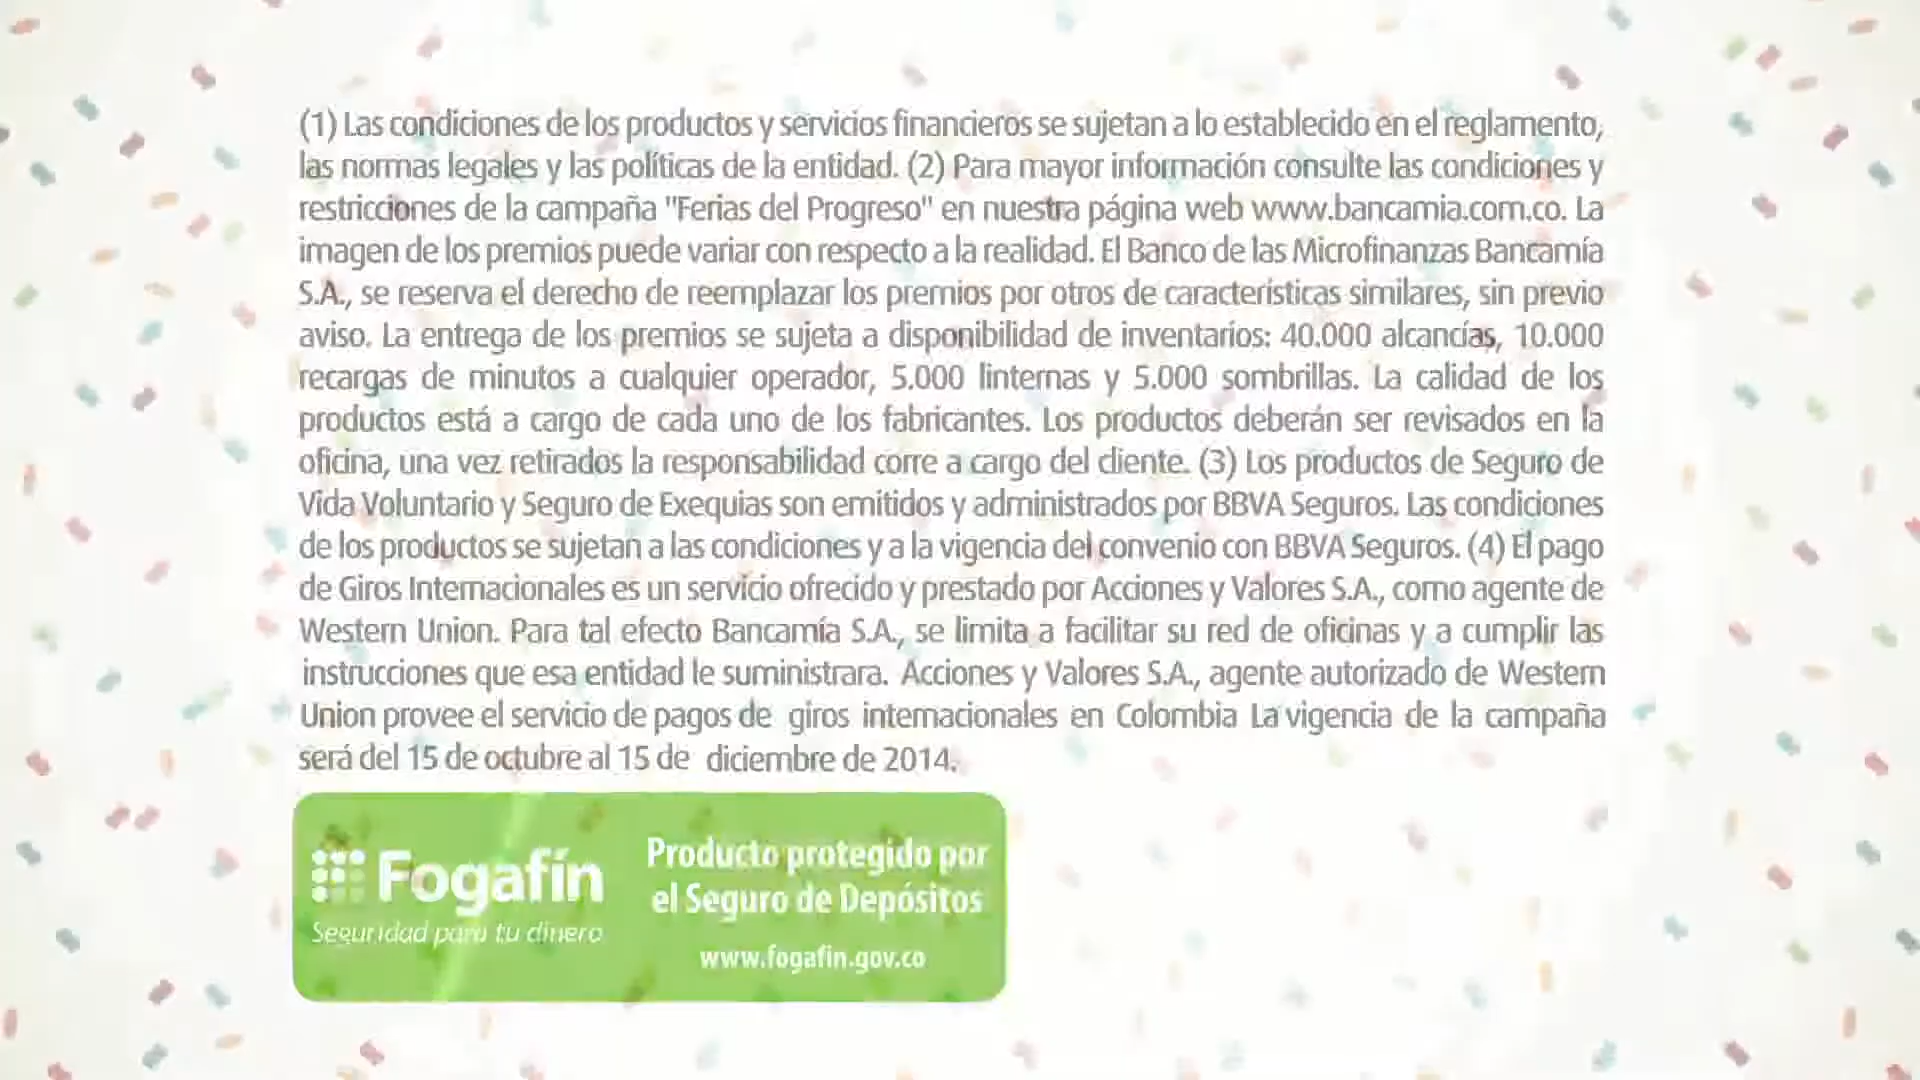 (1) Las condiciones de los productos y servicios financieros se sujetan a lo establecido en el reglamento,
las normas legales y las políticas de la entidad. (2) Para mayor información consulte las condiciones y
restricciones de la campaña "Ferias del Progreso" en nuestra página web www.bancamia.com.co. La
imagen de los premios puede variar con respecto a la realidad. El Banco de las Microfinanzas Bancamía
S.A., se reserva el derecho de reemplazar los premios por otros de características similares, sin previo
aviso. La entrega de los premios se sujeta a disponibilidad de inventarios: 40.000 alcancías, 10.000
recargas de minutos a cualquier operador, 5.000 linternas y 5.000 sombrillas. La calidad de los
productos está a cargo de cada uno de los fabricantes. Los productos deberán ser revisados en la
oficina, una vez retirados la responsabilidad corre a cargo del cliente. (3) Los productos de Seguro de
Vida Voluntario y Seguro de Exequias son emitidos y administrados por BBVA Seguros. Las condiciones
de los productos se sujetan a las condiciones y a la vigencia del convenio con BBVA Seguros. (4) El pago
de Giros Internacionales es un servicio ofrecido y prestado por Acciones y Valores S.A., como agente de
Western Union. Para tal efecto Bancamía S.A., se limita a facilitar su red de oficinas y a cumplir las
instrucciones que esa entidad le suministrara. Acciones y Valores S.A., agente autorizado de Western
Union provee el servicio de pagos de giros internacionales en Colombia La vigencia de la campaña
será del 15 de octubre al 15 de diciembre de 2014.
Fogafín
Seguridad para tu dinero
Producto protegido por
el Seguro de Depósitos
www.fogafin.gov.co